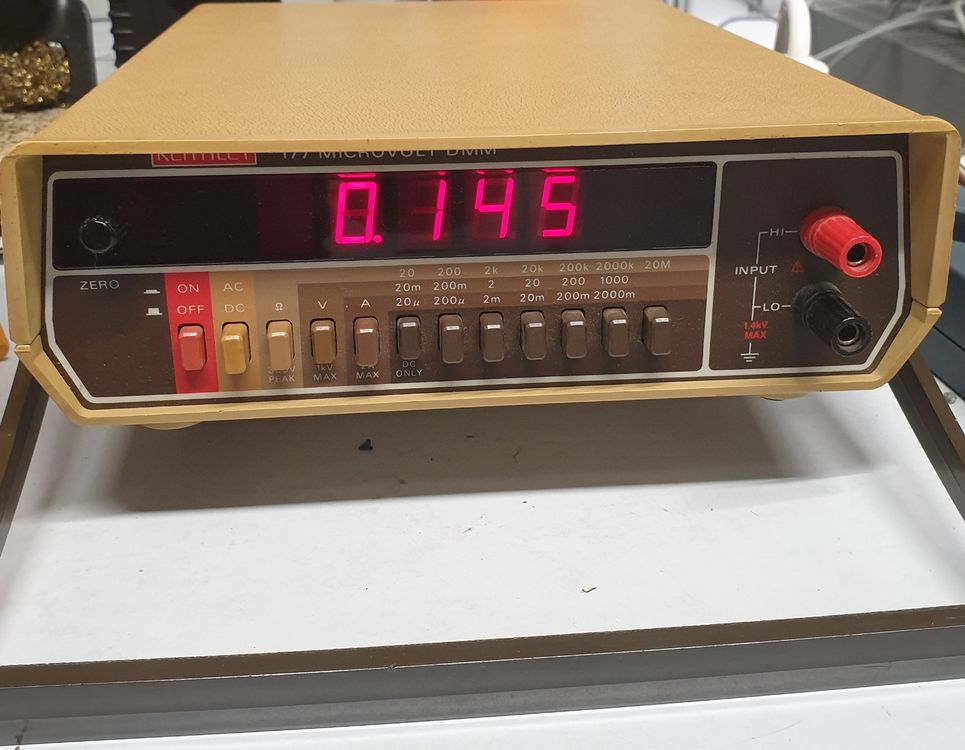 KEITHLEY 177 MICROVOLT DMM
0.145
ZERO
ON
OFF
AC
DC
Ω
V
A
20 200 2k 20k 200k 2000k 20M
20m 200m 2 20 200 1000
20μ 200μ 2m 20m 200m 2000m
PEAK
1kV
MAX
2A
MAX
DC
ONLY
HI
INPUT
LO
1.4kV
MAX